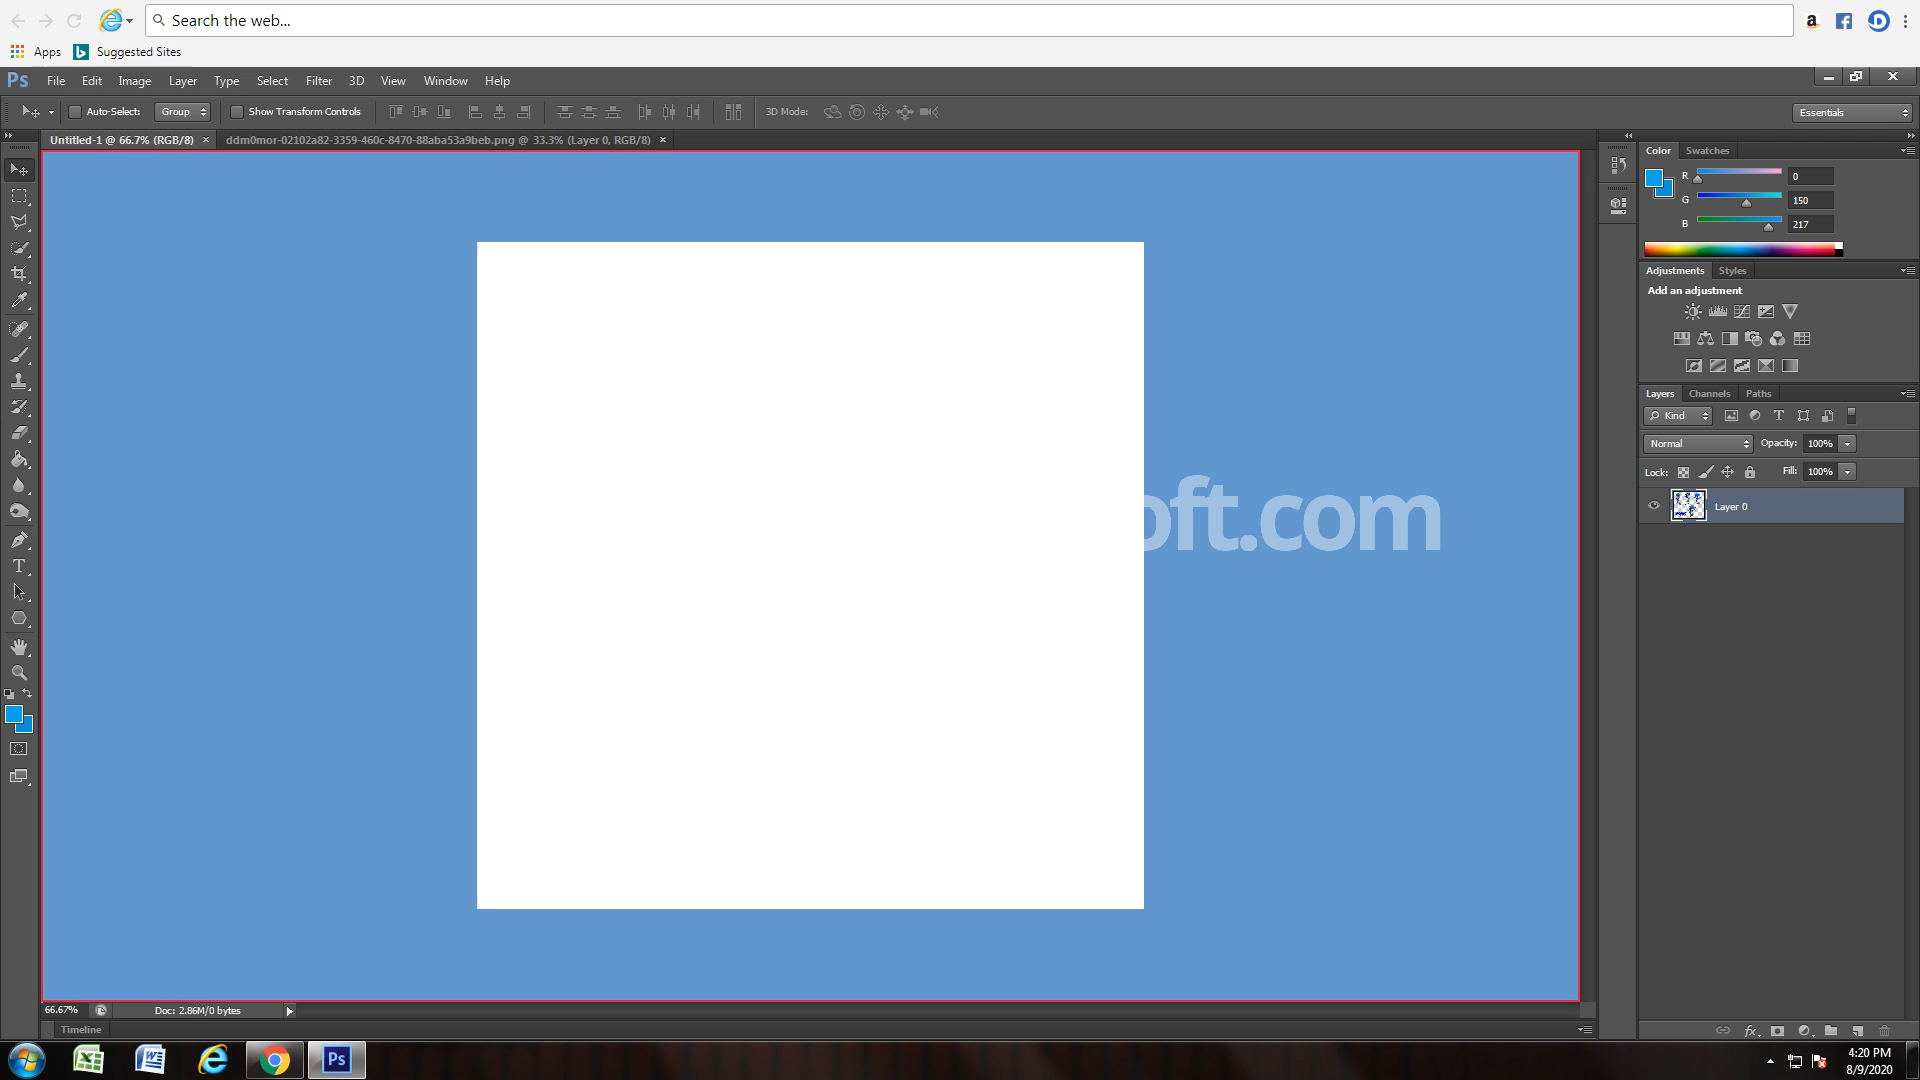 Search the web...
Apps
Suggested Sites
Ps
File Edit Image Layer Type Select Filter 3D View Window Help
Auto-Select: Group Show Transform Controls 3D Mode: Essentials
Untitled-1 @ 66.7% (RGB/8) × ddm0mor-02102a82-3359-460c-8470-88aba53a9beb.png @ 33.3% (Layer 0, RGB/8) ×
Color Swatches
R 0
G 150
B 217
Adjustments Styles
Add an adjustment
Layers Channels Paths
Kind
Normal Opacity: 100%
Lock: Fill: 100%
Layer 0
oft.com
66.67% Doc: 2.86M/0 bytes
Timeline
Ps
4:20 PM
8/9/2020